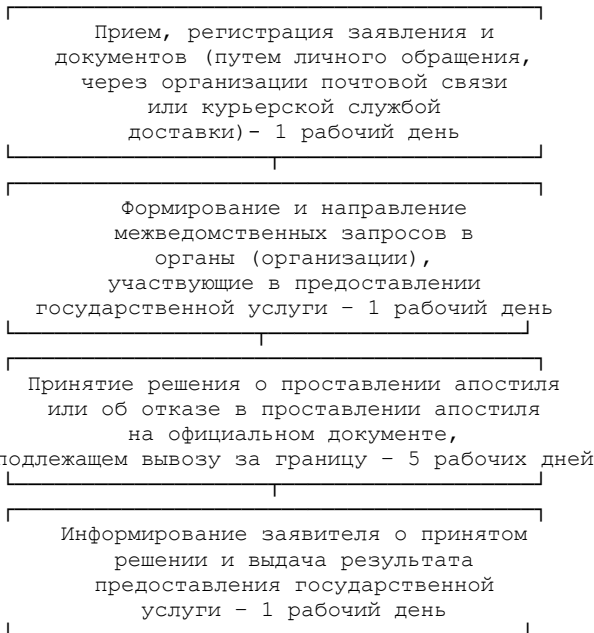 Прием, регистрация заявления и
документов (путем личного обращения,
через организации почтовой связи
или курьерской службой
доставки)- 1 рабочий день
Формирование и направление
межведомственных запросов в
органы (организации),
участвующие в предоставлении
государственной услуги – 1 рабочий день
Принятие решения о проставлении апостиля
или об отказе в проставлении апостиля
на официальном документе,
подлежащем вывозу за границу – 5 рабочих дней
Информирование заявителя о принятом
решении и выдача результата
предоставления государственной
услуги – 1 рабочий день